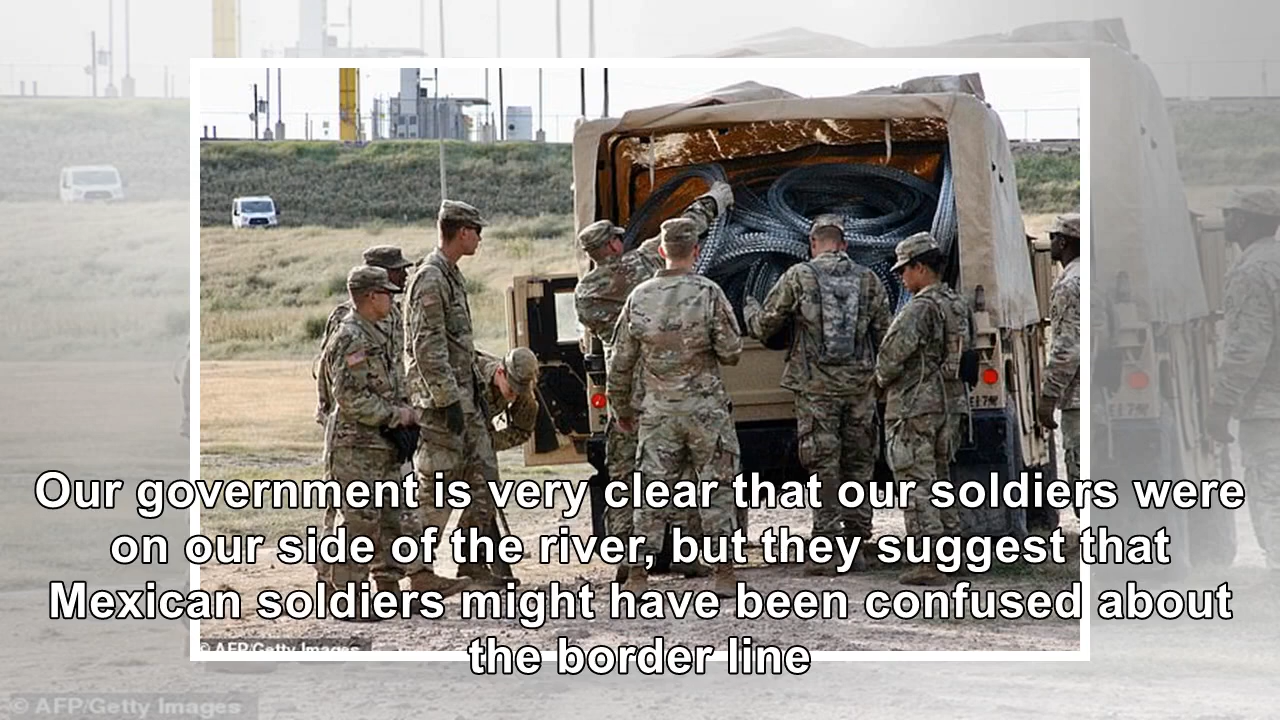 Our government is very clear that our soldiers were
on our side of the river, but they suggest that
Mexican soldiers might have been confused about
the border line
© AFP/Getty Images
© AFP/Getty Images